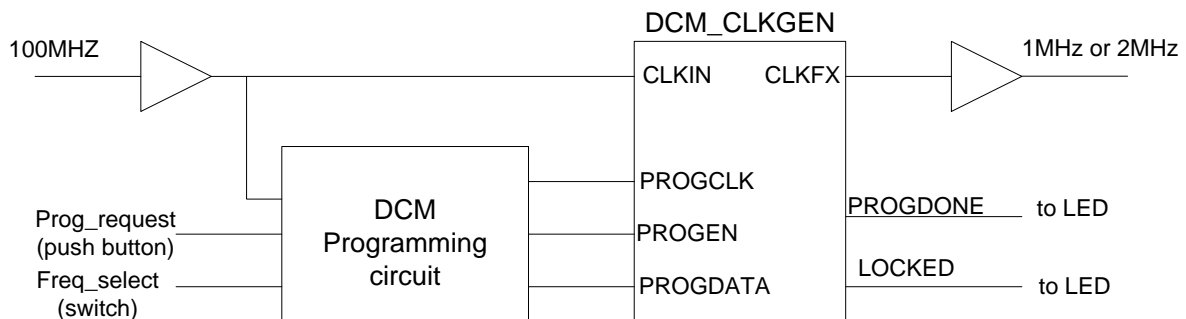 DCM_CLKGEN
100MHZ
1MHz or 2MHz
CLKIN
CLKFX
PROGCLK
DCM
Programming
circuit
Prog_request
(push button)
PROGEN
PROGDONE
to LED
Freq_select
(switch)
PROGDATA
LOCKED
to LED